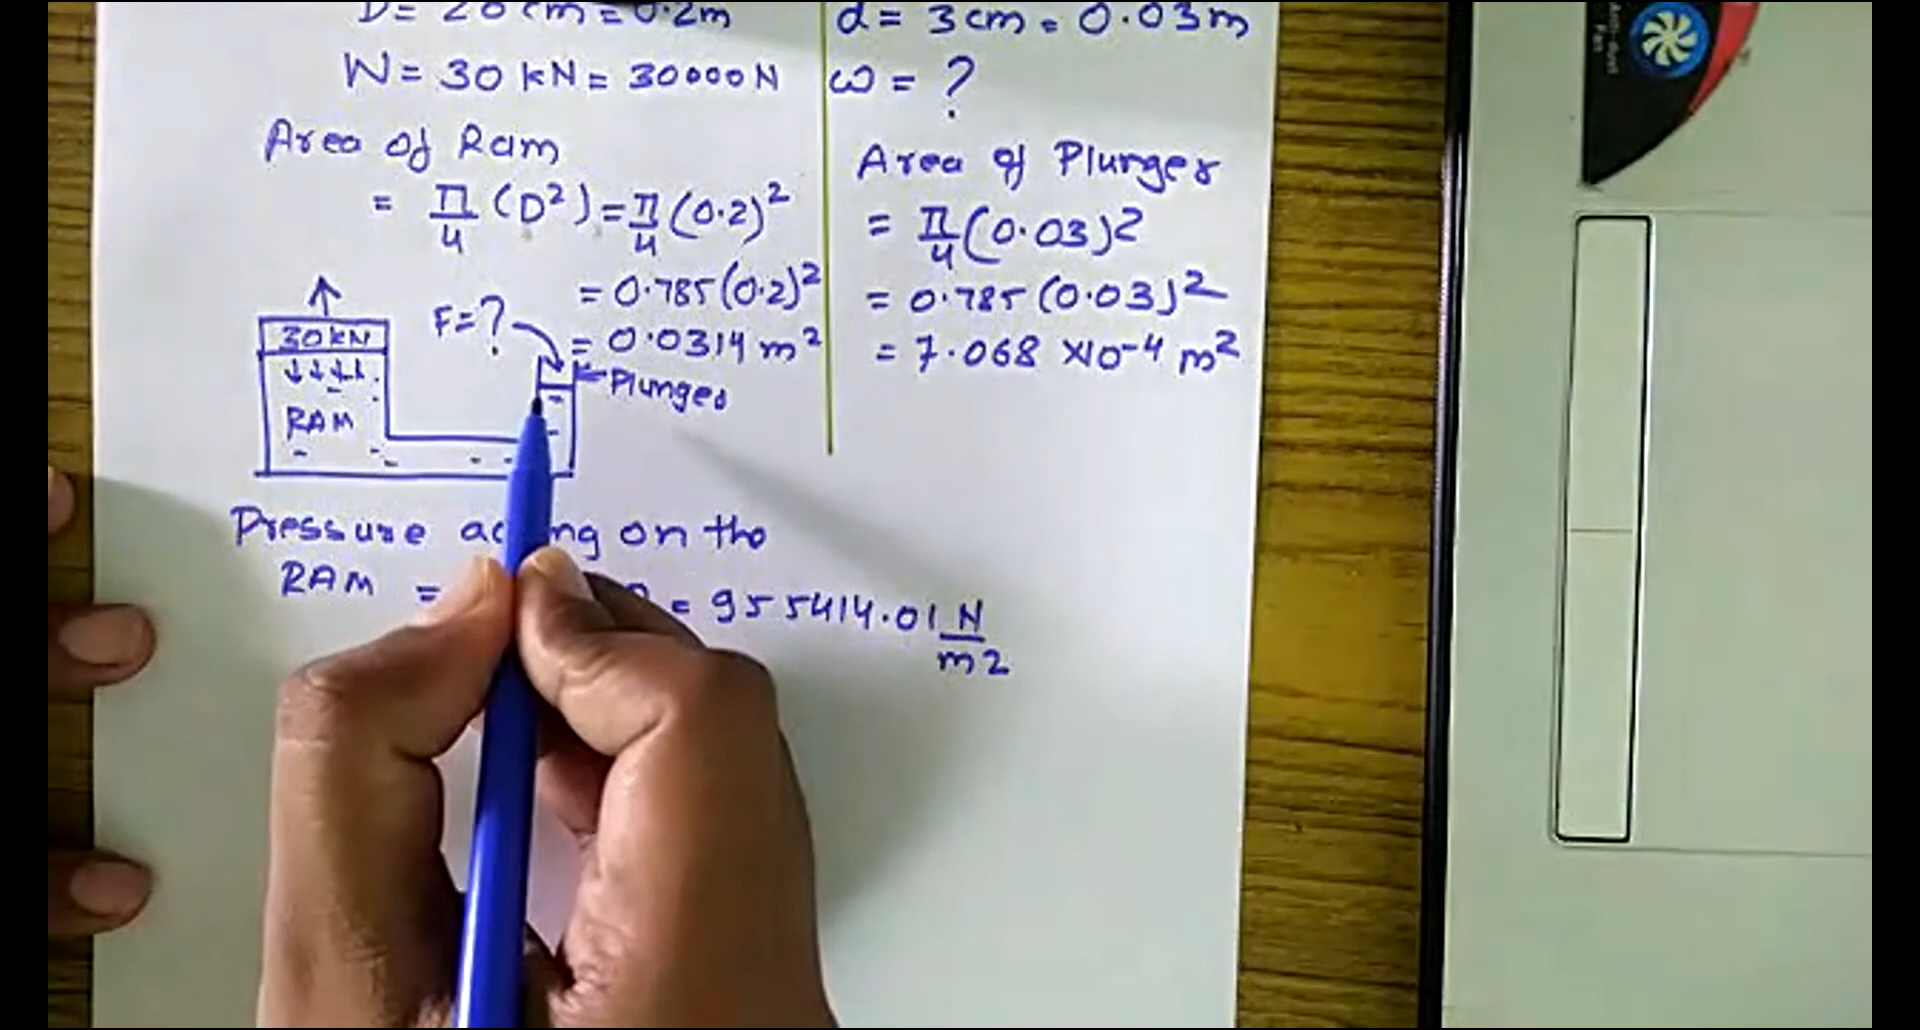 D = 20 cm = 0.2m
W = 30 kN = 30000 N
Area of Ram
= π/4 (D²) = π/4 (0.2)²
= 0.785 (0.2)²
= 0.0314 m²
d = 3 cm = 0.03m
ω = ?
Area of Plunger
= π/4 (0.03)²
= 0.785 (0.03)²
= 7.068 ×10⁻⁴ m²
F = ?
30 kN
RAM
Plunger
Pressure on the
RAM = = 955414.01 N/m2
Fan